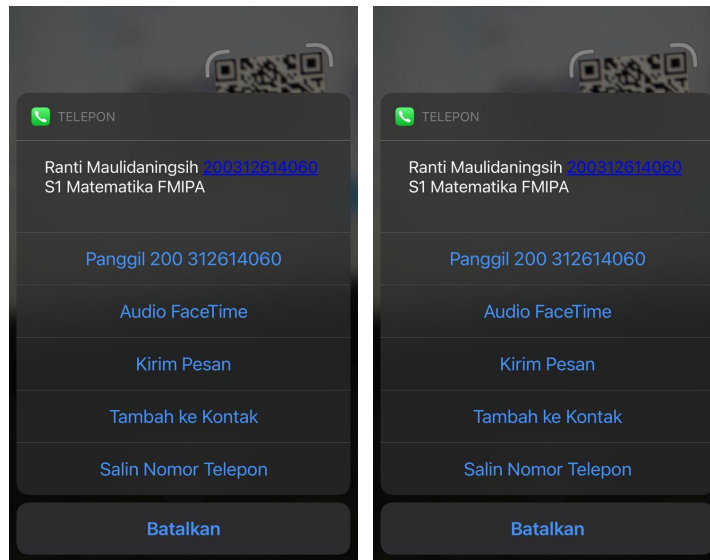 TELEPON
Ranti Maulidaningsih 200312614060
S1 Matematika FMIPA
Panggil 200 312614060
Audio FaceTime
Kirim Pesan
Tambah ke Kontak
Salin Nomor Telepon
Batalkan
TELEPON
Ranti Maulidaningsih 200312614060
S1 Matematika FMIPA
Panggil 200 312614060
Audio FaceTime
Kirim Pesan
Tambah ke Kontak
Salin Nomor Telepon
Batalkan